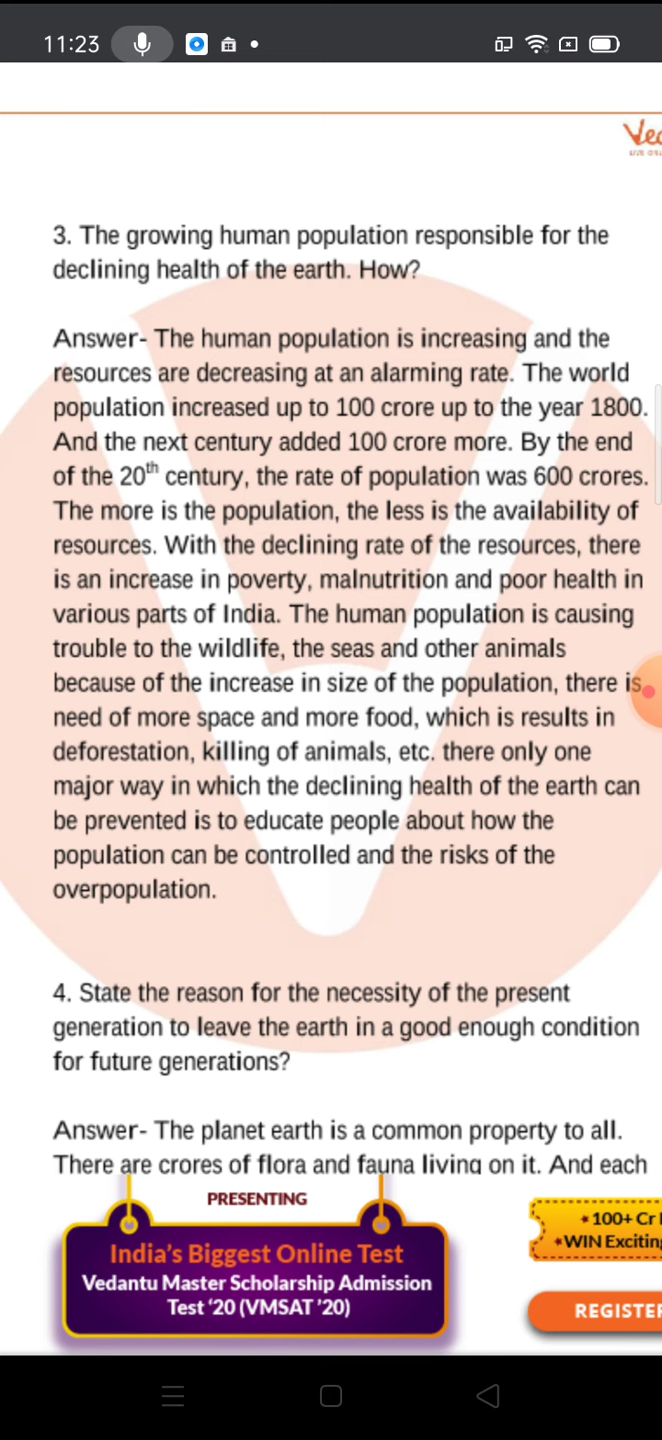 11:23
Ved
LIVE ONL
3. The growing human population responsible for the
declining health of the earth. How?
Answer- The human population is increasing and the
resources are decreasing at an alarming rate. The world
population increased up to 100 crore up to the year 1800.
And the next century added 100 crore more. By the end
of the 20th century, the rate of population was 600 crores.
The more is the population, the less is the availability of
resources. With the declining rate of the resources, there
is an increase in poverty, malnutrition and poor health in
various parts of India. The human population is causing
trouble to the wildlife, the seas and other animals
because of the increase in size of the population, there is
need of more space and more food, which is results in
deforestation, killing of animals, etc. there only one
major way in which the declining health of the earth can
be prevented is to educate people about how the
population can be controlled and the risks of the
overpopulation.
4. State the reason for the necessity of the present
generation to leave the earth in a good enough condition
for future generations?
Answer- The planet earth is a common property to all.
There are crores of flora and fauna living on it. And each
PRESENTING
India's Biggest Online Test
Vedantu Master Scholarship Admission
Test '20 (VMSAT '20)
★100+ Cr
★WIN Exciting
REGISTER